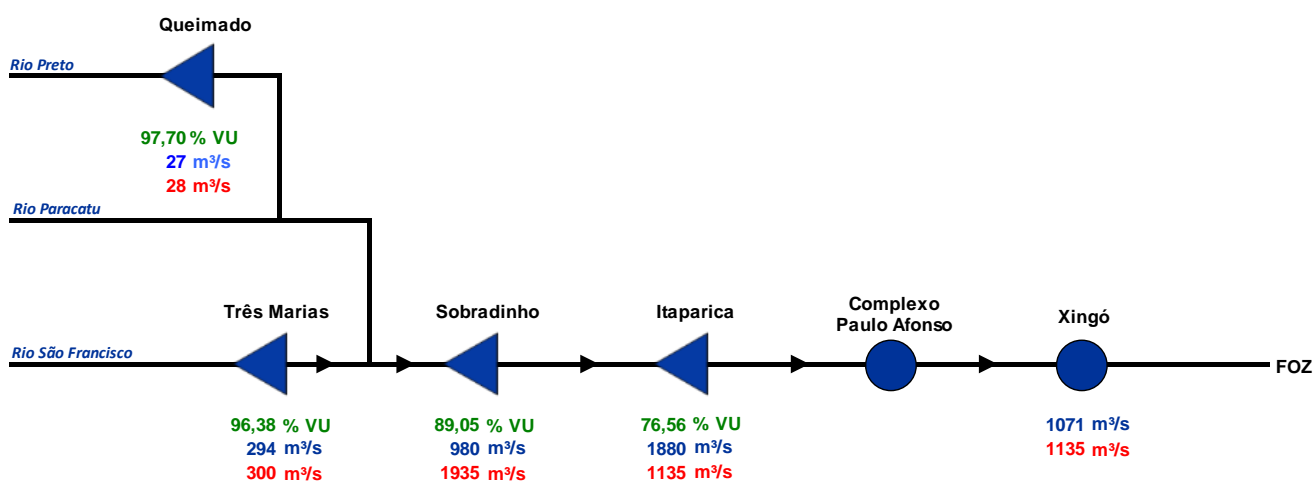 Queimado
Rio Preto
97,70 % VU
27 m³/s
28 m³/s
Rio Paracatu
Três Marias
Sobradinho
Itaparica
Complexo
Paulo Afonso
Xingó
Rio São Francisco
FOZ
96,38 % VU
294 m³/s
300 m³/s
89,05 % VU
980 m³/s
1935 m³/s
76,56 % VU
1880 m³/s
1135 m³/s
1071 m³/s
1135 m³/s